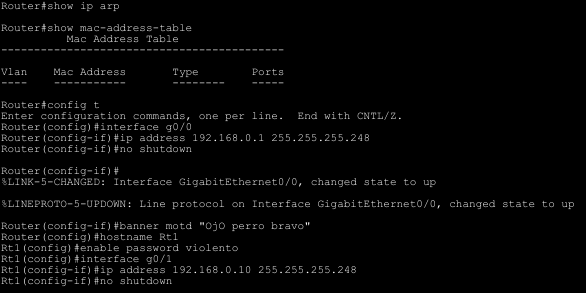 Router#show ip arp
Router#show mac-address-table
Mac Address Table
-------------------------------------------
Vlan Mac Address Type Ports
---- ----------- -------- -----
Router#config t
Enter configuration commands, one per line. End with CNTL/Z.
Router(config)#interface g0/0
Router(config-if)#ip address 192.168.0.1 255.255.255.248
Router(config-if)#no shutdown
Router(config-if)#
%LINK-5-CHANGED: Interface GigabitEthernet0/0, changed state to up
%LINEPROTO-5-UPDOWN: Line protocol on Interface GigabitEthernet0/0, changed state to up
Router(config-if)#banner motd "OjO perro bravo"
Router(config)#hostname Rt1
Rt1(config)#enable password violento
Rt1(config)#interface g0/1
Rt1(config-if)#ip address 192.168.0.10 255.255.255.248
Rt1(config-if)#no shutdown